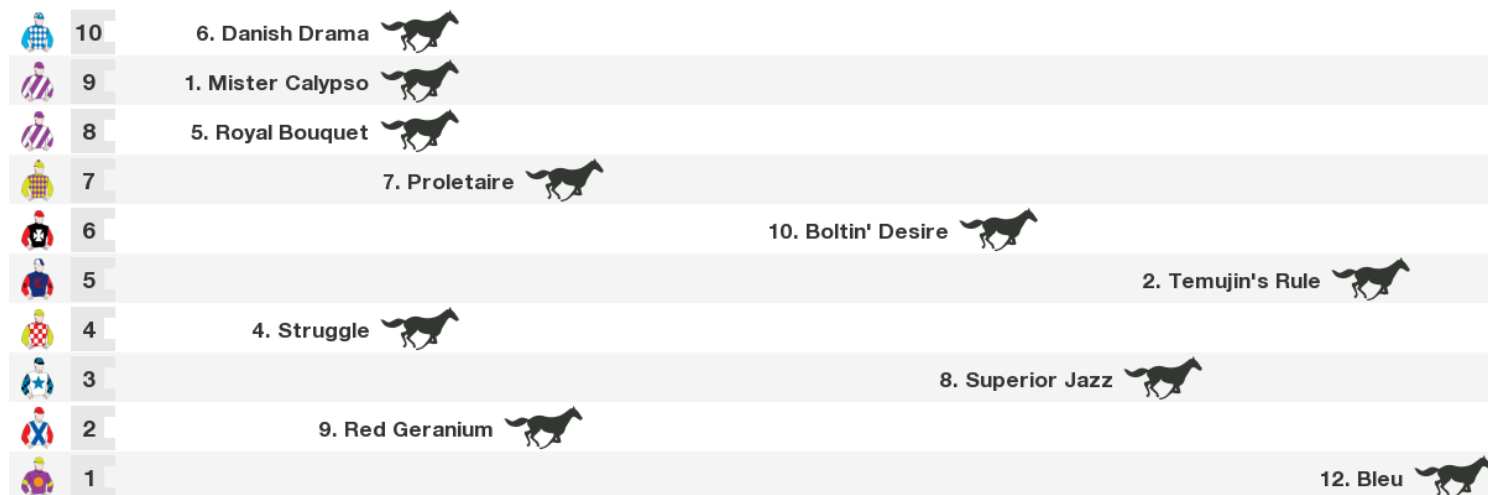 10 6. Danish Drama
9 1. Mister Calypso
8 5. Royal Bouquet
7 7. Proletaire
6 10. Boltin' Desire
5 2. Temujin's Rule
4 4. Struggle
3 8. Superior Jazz
2 9. Red Geranium
1 12. Bleu